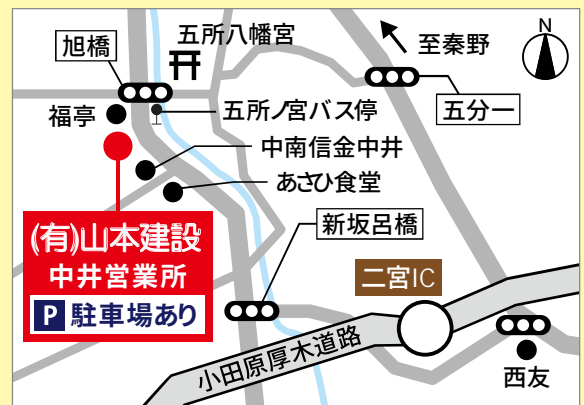 五所八幡宮
N
旭橋
至秦野
福亭
五所ノ宮バス停
五分一
中南信金中井
あさひ食堂
(有)山本建設
中井営業所
P 駐車場あり
新坂呂橋
二宮IC
小田原厚木道路
西友